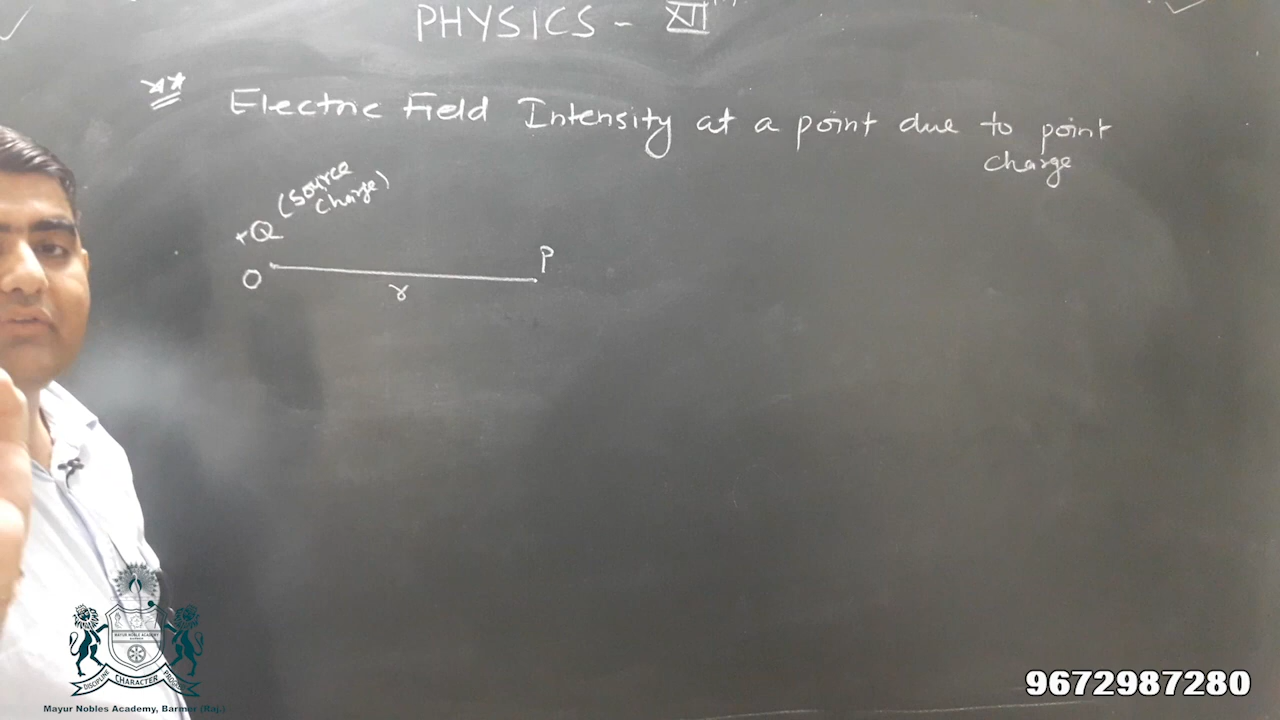 PHYSICS - XII
** Electric Field Intensity at a point due to point
charge
(Source
charge)
+Q
P
O
r
MAYUR NOBLE ACADEMY
DISCIPLINE CHARACTER
Mayur Nobles Academy, Barmer (Raj.)
9672987280